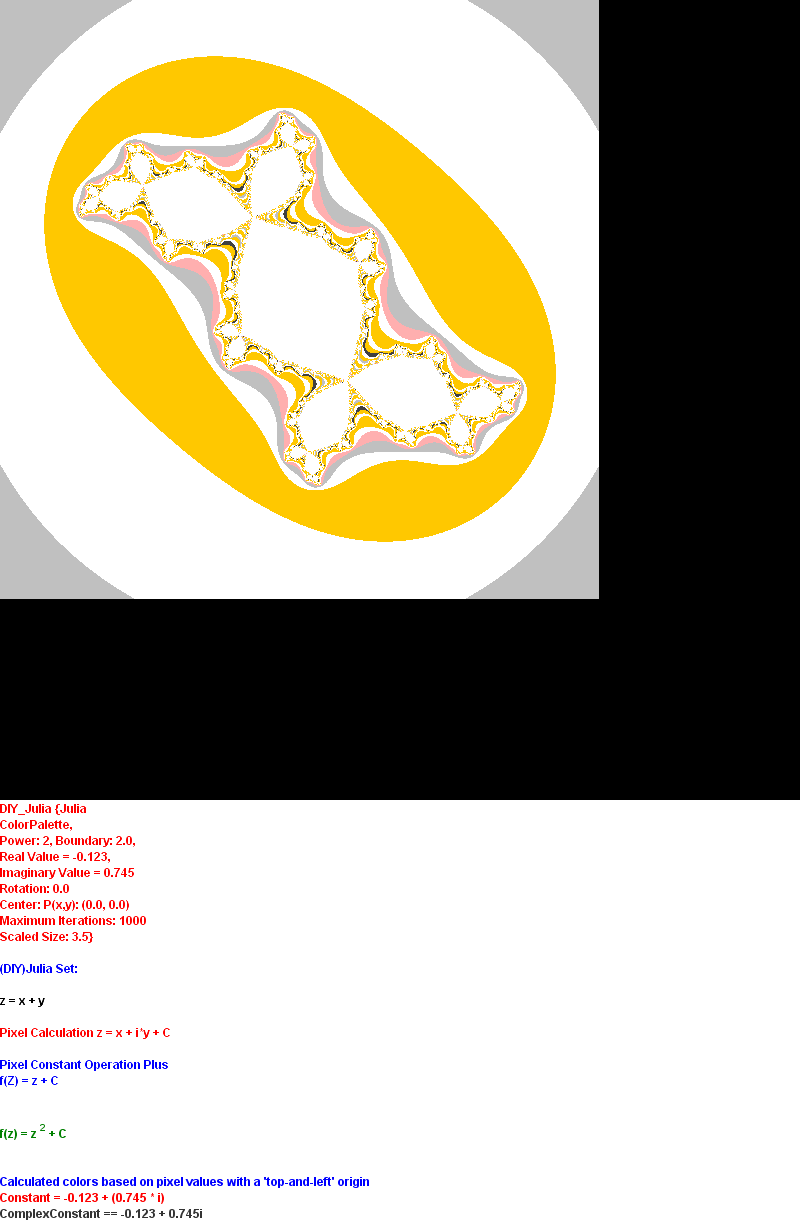 DIY_Julia {Julia
ColorPalette,
Power: 2, Boundary: 2.0,
Real Value = -0.123,
Imaginary Value = 0.745
Rotation: 0.0
Center: P(x,y): (0.0, 0.0)
Maximum Iterations: 1000
Scaled Size: 3.5}
(DIY)Julia Set:
z = x + y
Pixel Calculation z = x + i*y + C
Pixel Constant Operation Plus
f(Z) = z + C
f(z) = z ² + C
Calculated colors based on pixel values with a 'top-and-left' origin
Constant = -0.123 + (0.745 * i)
ComplexConstant == -0.123 + 0.745i